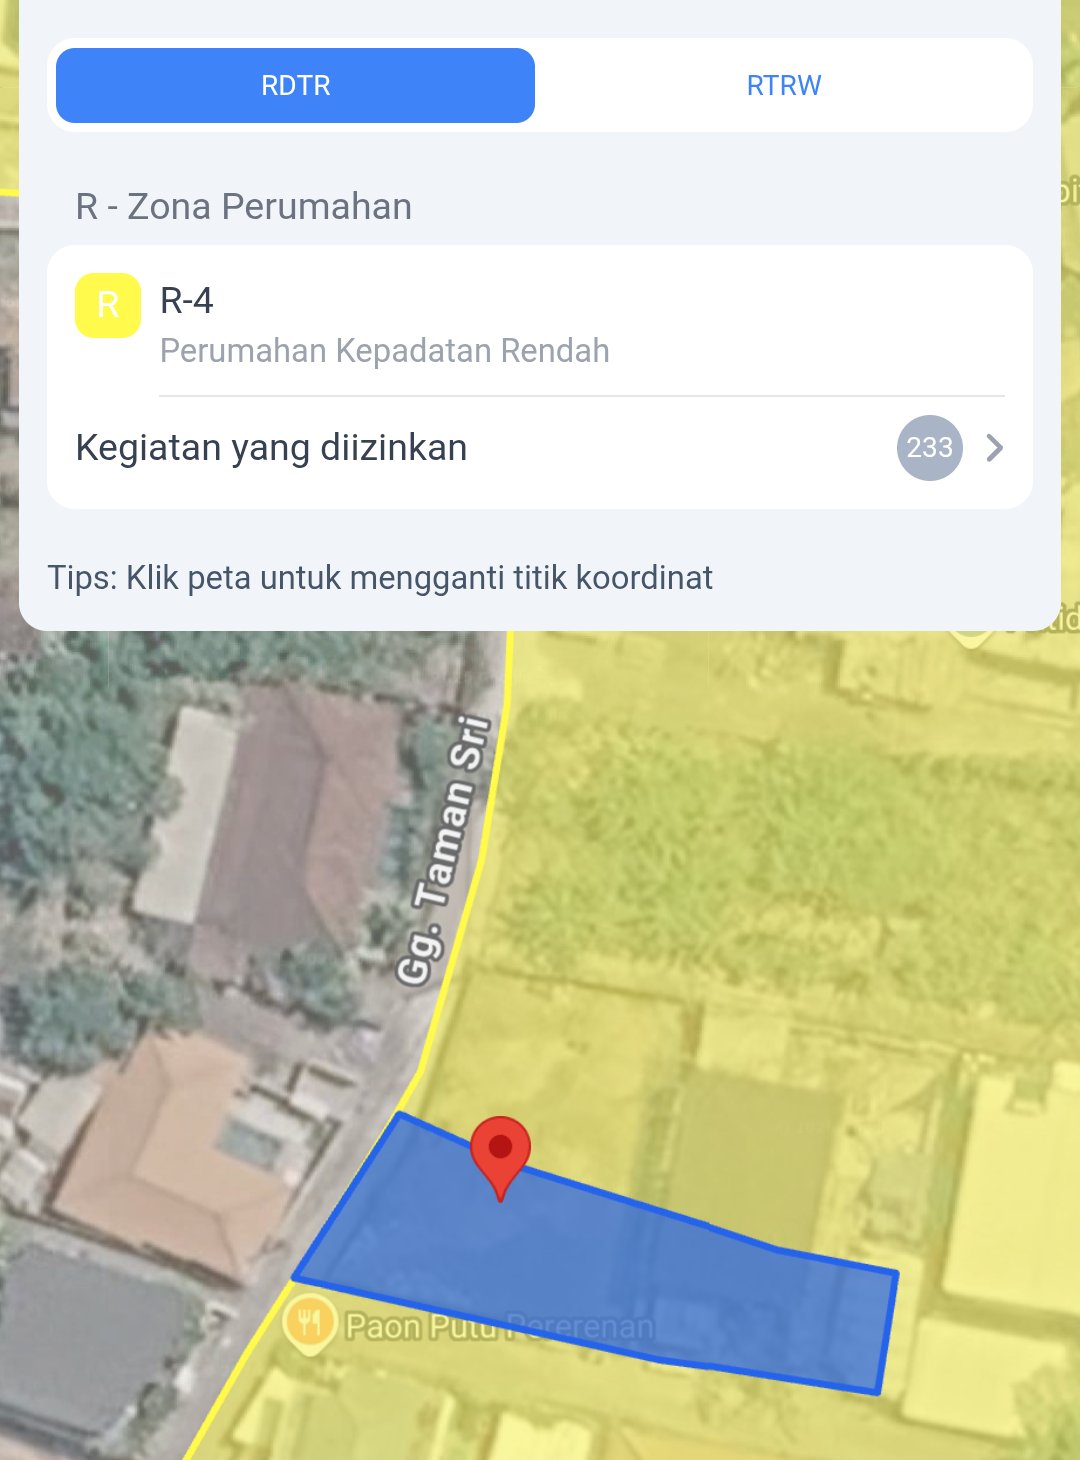 RDTR
RTRW
R - Zona Perumahan
R
R-4
Perumahan Kepadatan Rendah
Kegiatan yang diizinkan
233
Tips: Klik peta untuk mengganti titik koordinat
Gg. Taman Sri
Paon Putu Pererenan